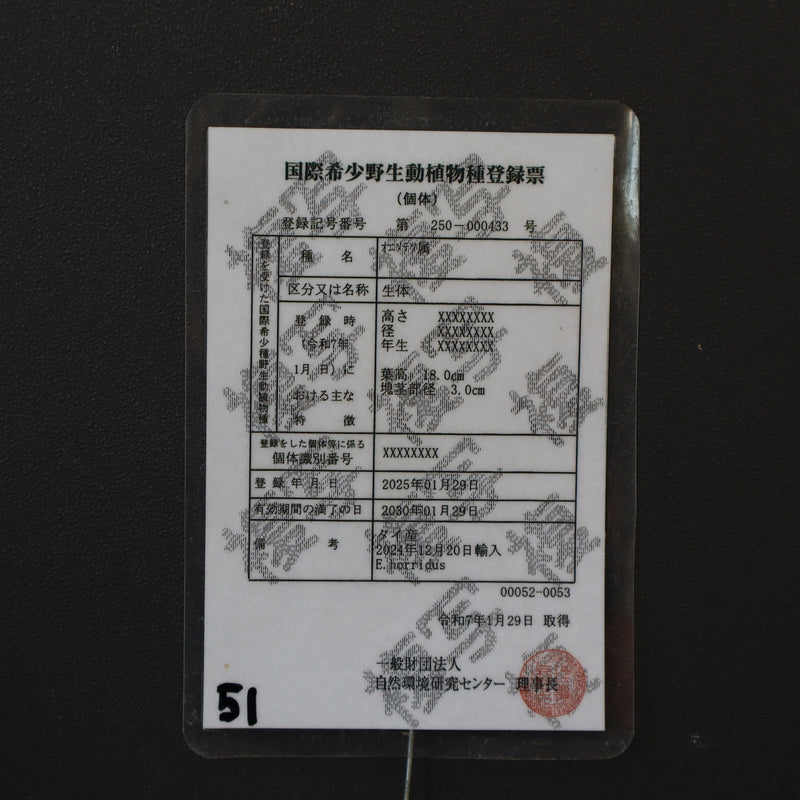 国際希少野生動植物種登録票
（個体）
登録記号番号 第 250－000433 号
登録を受けた国際希少種野生動植物種
種 名 ｵﾆｿﾃﾂ属
区分又は名称 生体
登 録 時
（令和7年
1月 日）に
おける主な
特 徴
高さ XXXXXXXX
径 XXXXXXXX
年生 XXXXXXXX
葉高 18.0cm
塊茎部径 3.0cm
登録をした個体等に係る
個体識別番号 XXXXXXXX
登 録 年 月 日 2025年01月29日
有効期間の満了の日 2030年01月29日
備 考
タイ産
2024年12月20日輸入
E.horridus
00052-0053
令和7年1月29日 取得
一般財団法人
自然環境研究センター 理事長
51